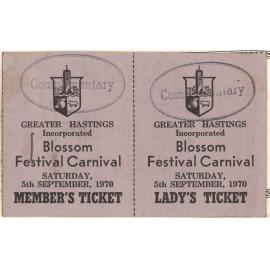 Complimentary
GREATER HASTINGS
Incorporated
Blossom
Festival Carnival
SATURDAY,
5th SEPTEMBER, 1970
MEMBER'S TICKET
Complimentary
GREATER HASTINGS
Incorporated
Blossom
Festival Carnival
SATURDAY,
5th SEPTEMBER, 1970
LADY'S TICKET